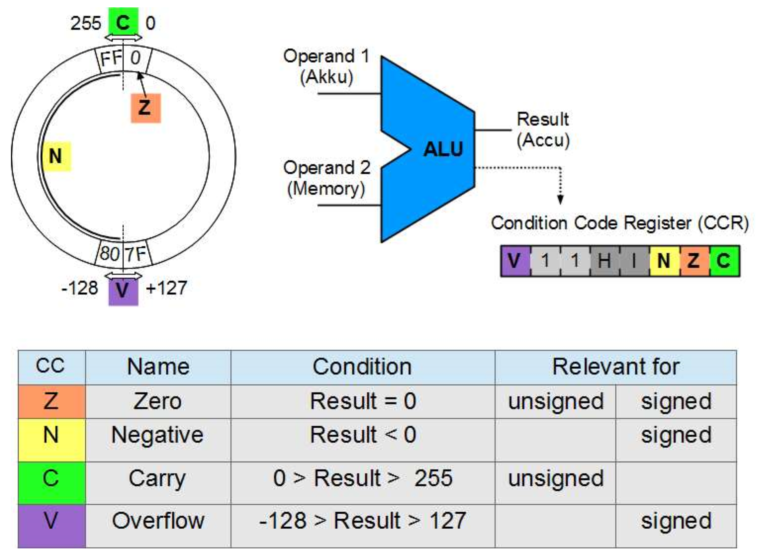 255 C 0
FF 0
Z
N
80 7F
-128 V +127
Operand 1
(Akku)
Operand 2
(Memory)
ALU
Result
(Accu)
Condition Code Register (CCR)
V 1 1 H I N Z C
CC Name Condition Relevant for
Z Zero Result = 0 unsigned signed
N Negative Result < 0 signed
C Carry 0 > Result > 255 unsigned
V Overflow -128 > Result > 127 signed